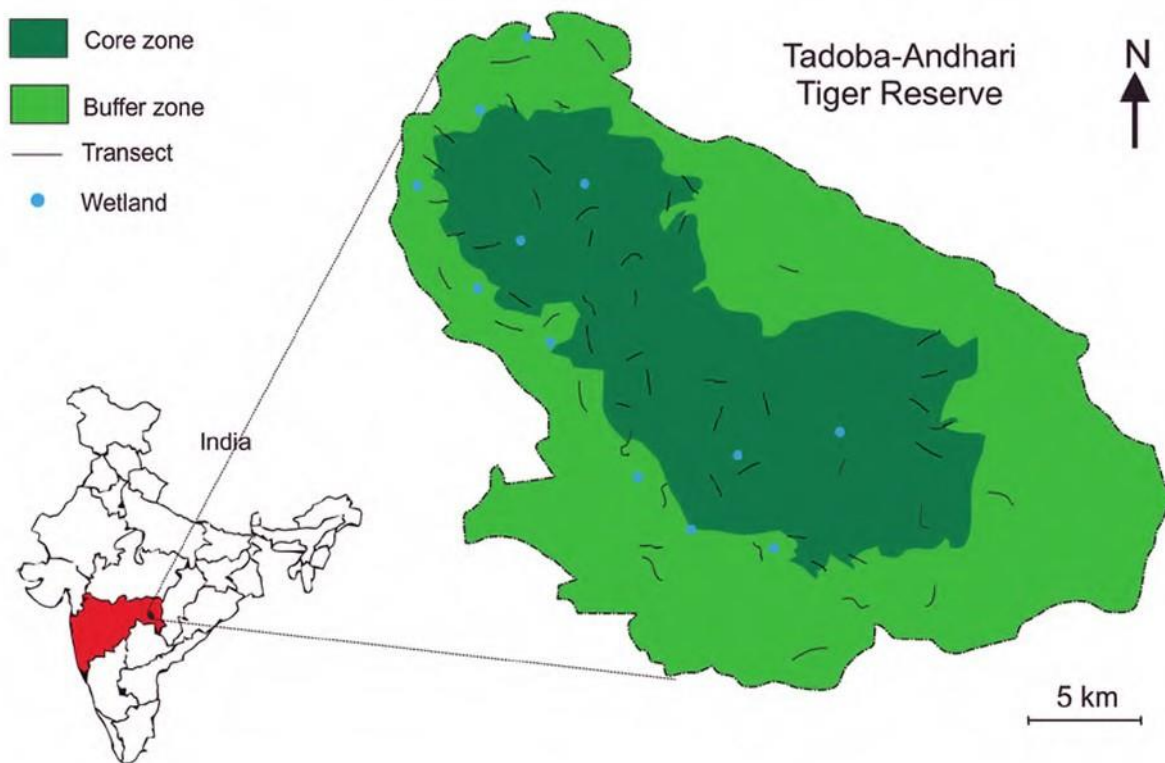 Core zone
Buffer zone
Transect
Wetland
Tadoba-Andhari
Tiger Reserve
N
India
5 km